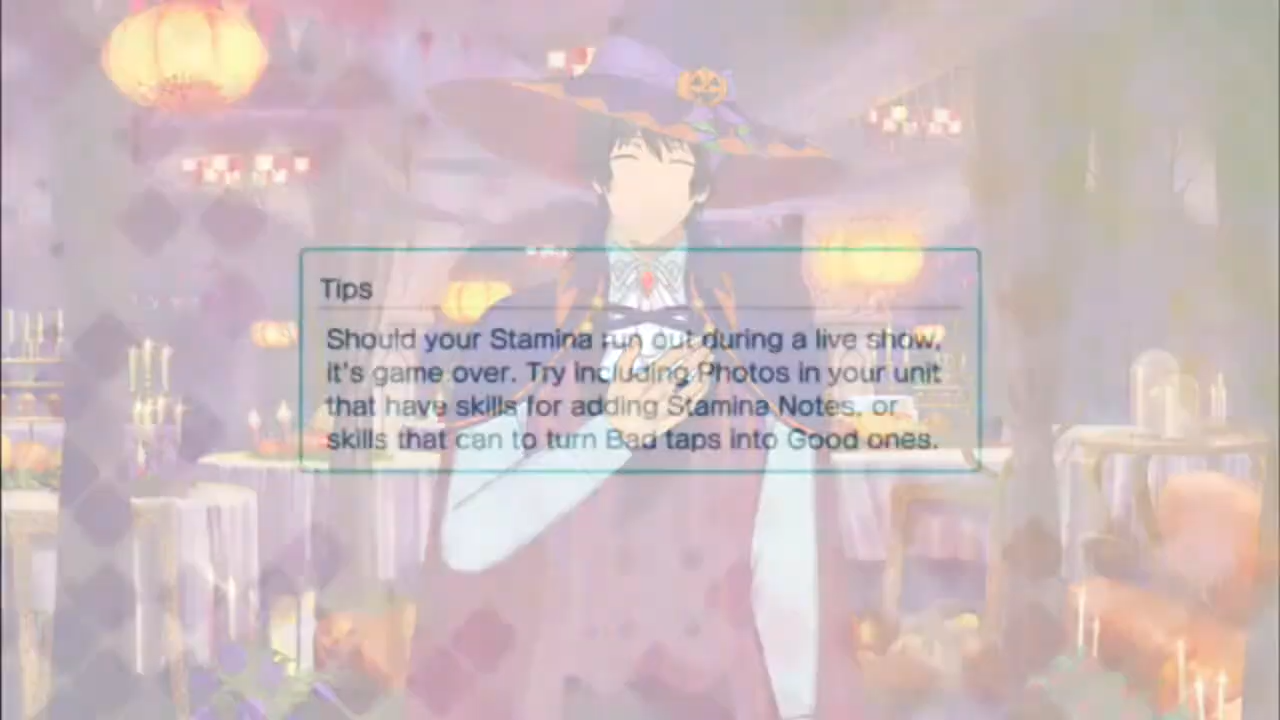 Tips
Should your Stamina run out during a live show,
it's game over. Try including Photos in your unit
that have skills for adding Stamina Notes, or
skills that can to turn Bad taps into Good ones.